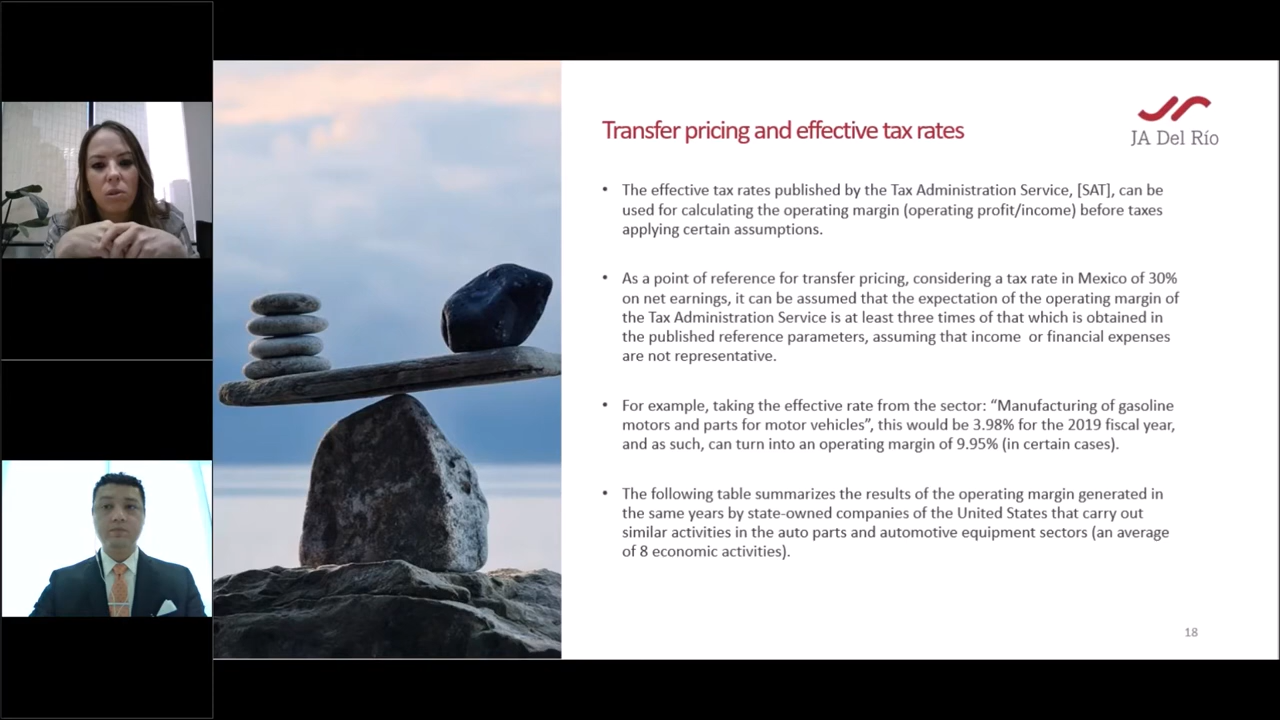 JA Del Río
Transfer pricing and effective tax rates
• The effective tax rates published by the Tax Administration Service, [SAT], can be
used for calculating the operating margin (operating profit/income) before taxes
applying certain assumptions.
• As a point of reference for transfer pricing, considering a tax rate in Mexico of 30%
on net earnings, it can be assumed that the expectation of the operating margin of
the Tax Administration Service is at least three times of that which is obtained in
the published reference parameters, assuming that income or financial expenses
are not representative.
• For example, taking the effective rate from the sector: “Manufacturing of gasoline
motors and parts for motor vehicles”, this would be 3.98% for the 2019 fiscal year,
and as such, can turn into an operating margin of 9.95% (in certain cases).
• The following table summarizes the results of the operating margin generated in
the same years by state-owned companies of the United States that carry out
similar activities in the auto parts and automotive equipment sectors (an average
of 8 economic activities).
18